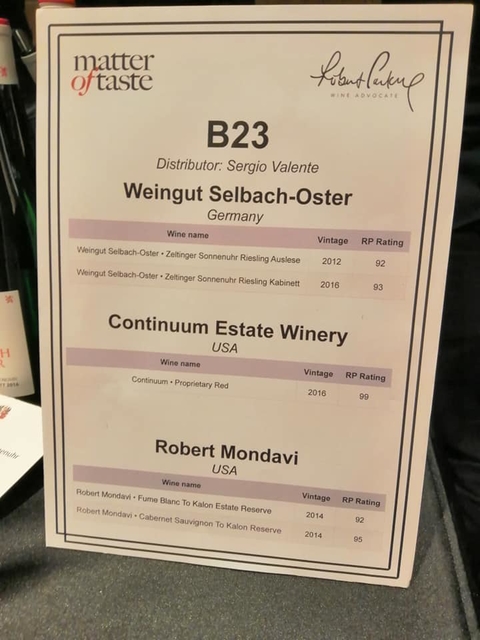 matter
of taste
Robert Parker
WINE ADVOCATE
B23
Distributor: Sergio Valente
Weingut Selbach-Oster
Germany
Wine name Vintage RP Rating
Weingut Selbach-Oster • Zeltinger Sonnenuhr Riesling Auslese 2012 92
Weingut Selbach-Oster • Zeltinger Sonnenuhr Riesling Kabinett 2016 93
Continuum Estate Winery
USA
Wine name Vintage RP Rating
Continuum • Proprietary Red 2016 99
Robert Mondavi
USA
Wine name Vintage RP Rating
Robert Mondavi • Fume Blanc To Kalon Estate Reserve 2014 92
Robert Mondavi • Cabernet Sauvignon To Kalon Reserve 2014 95